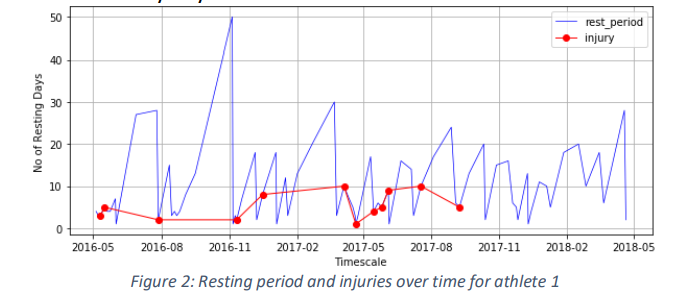 50
40
30
20
10
0
No of Resting Days
rest_period
injury
2016-05 2016-08 2016-11 2017-02 2017-05 2017-08 2017-11 2018-02 2018-05
Timescale
Figure 2: Resting period and injuries over time for athlete 1